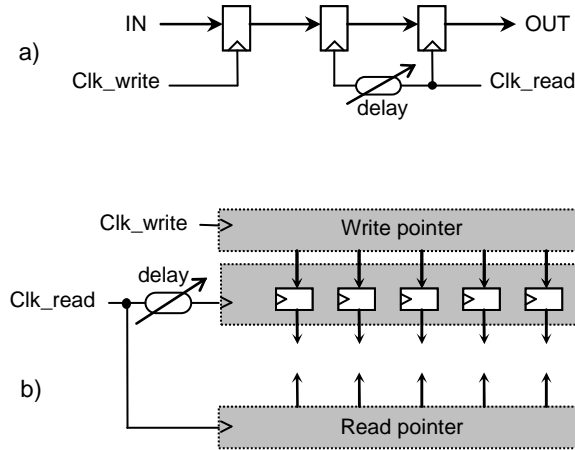 IN OUT
a)
Clk_write Clk_read
delay
Clk_write Write pointer
delay
Clk_read
b)
Read pointer